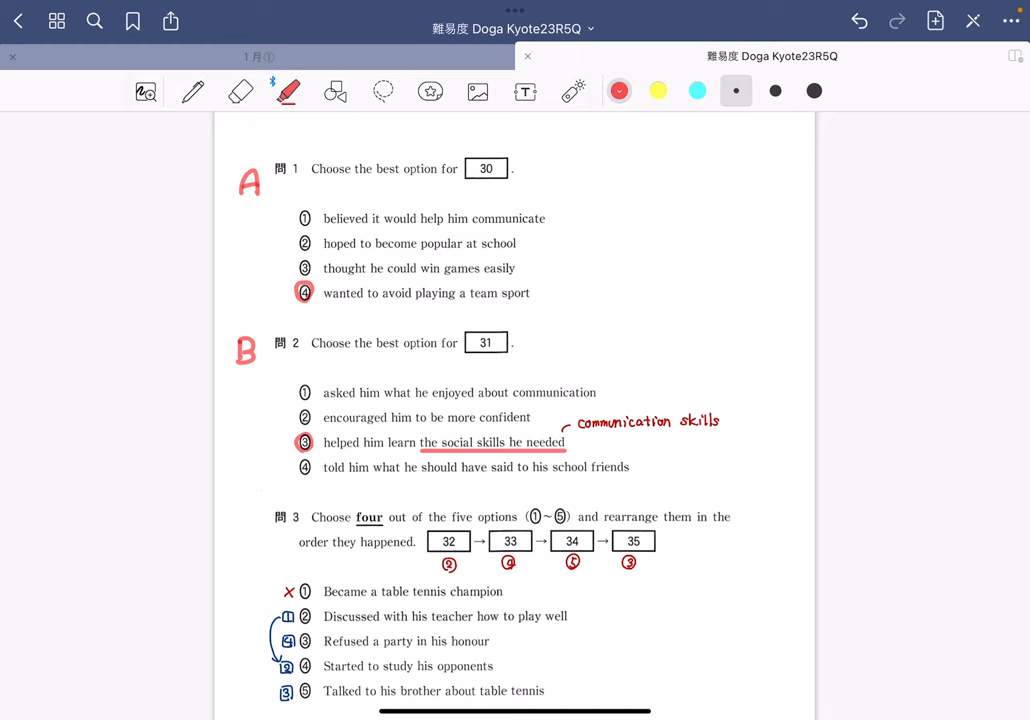 難易度 Doga Kyote23R5Q
1 月①
難易度 Doga Kyote23R5Q
A 問 1 Choose the best option for 30 .
① believed it would help him communicate
② hoped to become popular at school
③ thought he could win games easily
④ wanted to avoid playing a team sport
B 問 2 Choose the best option for 31 .
① asked him what he enjoyed about communication
② encouraged him to be more confident
communication skills
③ helped him learn the social skills he needed
④ told him what he should have said to his school friends
問 3 Choose four out of the five options (①~⑤) and rearrange them in the
order they happened. 32 → 33 → 34 → 35
② ④ ⑤ ③
× ① Became a table tennis champion
1 ② Discussed with his teacher how to play well
4 ③ Refused a party in his honour
2 ④ Started to study his opponents
3 ⑤ Talked to his brother about table tennis